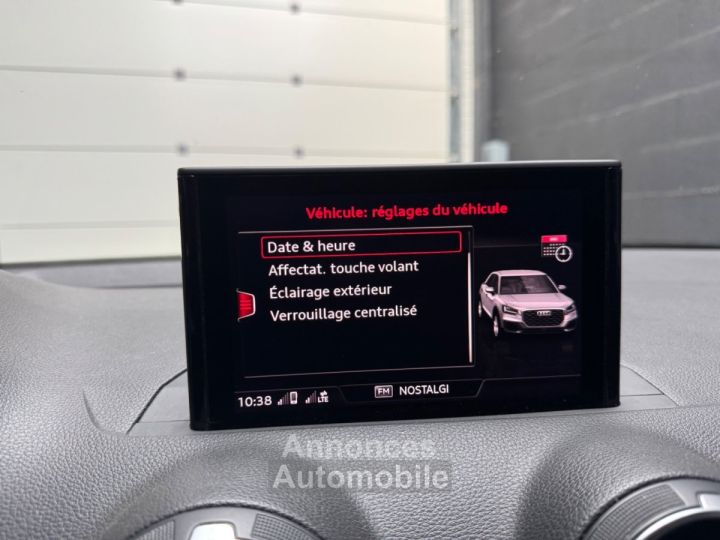 Véhicule: réglages du véhicule
Date & heure
Affectat. touche volant
Éclairage extérieur
Verrouillage centralisé
10:38 LTE FM NOSTALGI
Annonces
Automobile